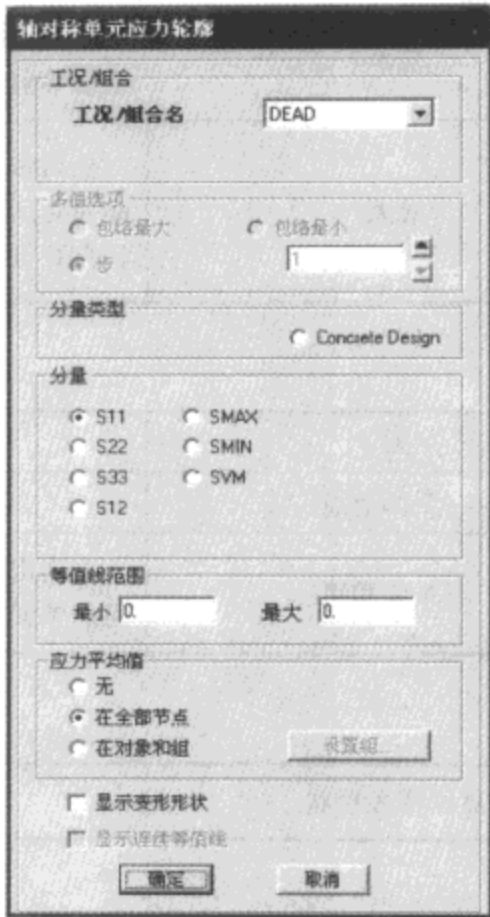 轴对称单元应力轮廓
工况/组合
工况/组合名 DEAD
多值选项
包络最大 包络最小
步 1
分量类型
Concrete Design
分量
S11 SMAX
S22 SMIN
S33 SVM
S12
等值线范围
最小 0. 最大 0.
应力平均值
无
在全部节点
在对象和组 设置组...
显示变形形状
显示连续等值线
确定 取消